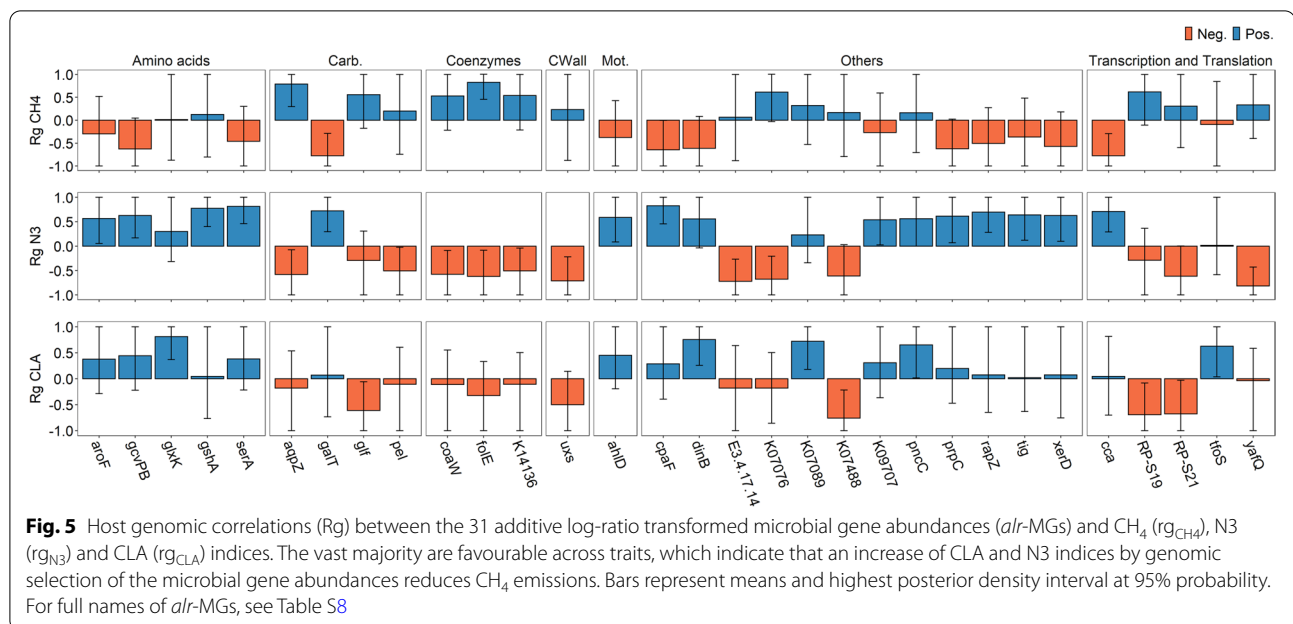 Neg. Pos.
Amino acids Carb. Coenzymes CWall Mot. Others Transcription and Translation
Rg CH4
1.0
0.5
0.0
-0.5
-1.0
Rg N3
1.0
0.5
0.0
-0.5
-1.0
Rg CLA
1.0
0.5
0.0
-0.5
-1.0
aroF gcvPB glxK gshA serA aqpZ galT glf pel coaW folE K14136 uxs ahlD cpaF dinB E3.4.17.14 K07076 K07089 K07488 K09707 pncC prpC rapZ tig xerD cca RP-S19 RP-S21 tfoS yafQ
Fig. 5 Host genomic correlations (Rg) between the 31 additive log-ratio transformed microbial gene abundances (alr-MGs) and CH₄ (rg_CH4), N3
(rg_N3) and CLA (rg_CLA) indices. The vast majority are favourable across traits, which indicate that an increase of CLA and N3 indices by genomic
selection of the microbial gene abundances reduces CH₄ emissions. Bars represent means and highest posterior density interval at 95% probability.
For full names of alr-MGs, see Table S8